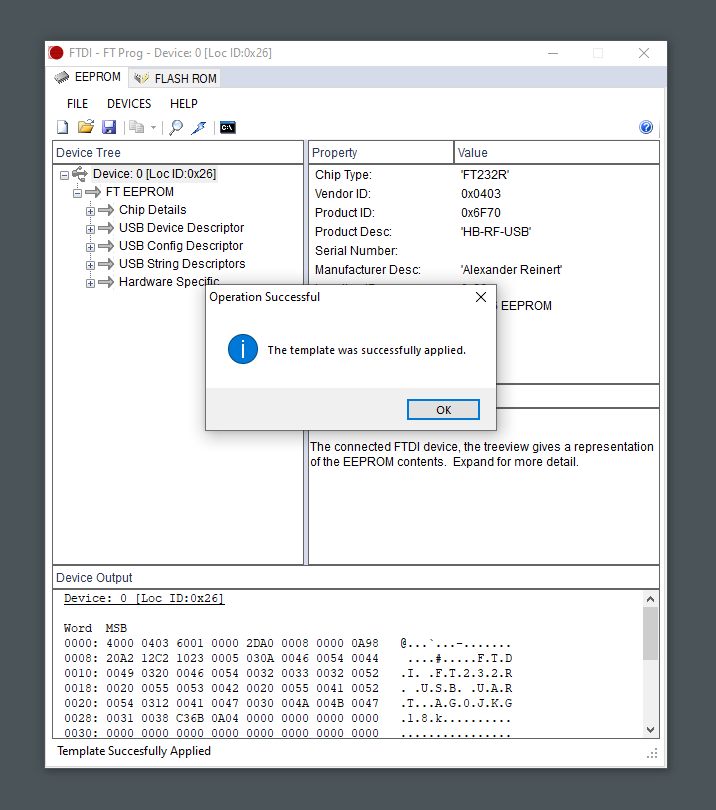 FTDI - FT Prog - Device: 0 [Loc ID:0x26]
EEPROM FLASH ROM
FILE DEVICES HELP
C:\
Device Tree
Property Value
Device: 0 [Loc ID:0x26]
FT EEPROM
Chip Details
USB Device Descriptor
USB Config Descriptor
USB String Descriptors
Hardware Specific
Chip Type: 'FT232R'
Vendor ID: 0x0403
Product ID: 0x6F70
Product Desc: 'HB-RF-USB'
Serial Number:
Manufacturer Desc: 'Alexander Reinert'
EEPROM
Operation Successful
The template was successfully applied.
OK
The connected FTDI device, the treeview gives a representation
of the EEPROM contents. Expand for more detail.
Device Output
Device: 0 [Loc ID:0x26]
Word MSB
0000: 4000 0403 6001 0000 2DA0 0008 0000 0A98 @...`...-.......
0008: 20A2 12C2 1023 0005 030A 0046 0054 0044 ....#.....F.T.D
0010: 0049 0320 0046 0054 0032 0033 0032 0052 .I. .F.T.2.3.2.R
0018: 0020 0055 0053 0042 0020 0055 0041 0052 . .U.S.B. .U.A.R
0020: 0054 0312 0041 0047 0030 004A 004B 0047 .T...A.G.0.J.K.G
0028: 0031 0038 C36B 0A04 0000 0000 0000 0000 .1.8.k..........
0030: 0000 0000 0000 0000 0000 0000 0000 0000 ................
Template Succesfully Applied